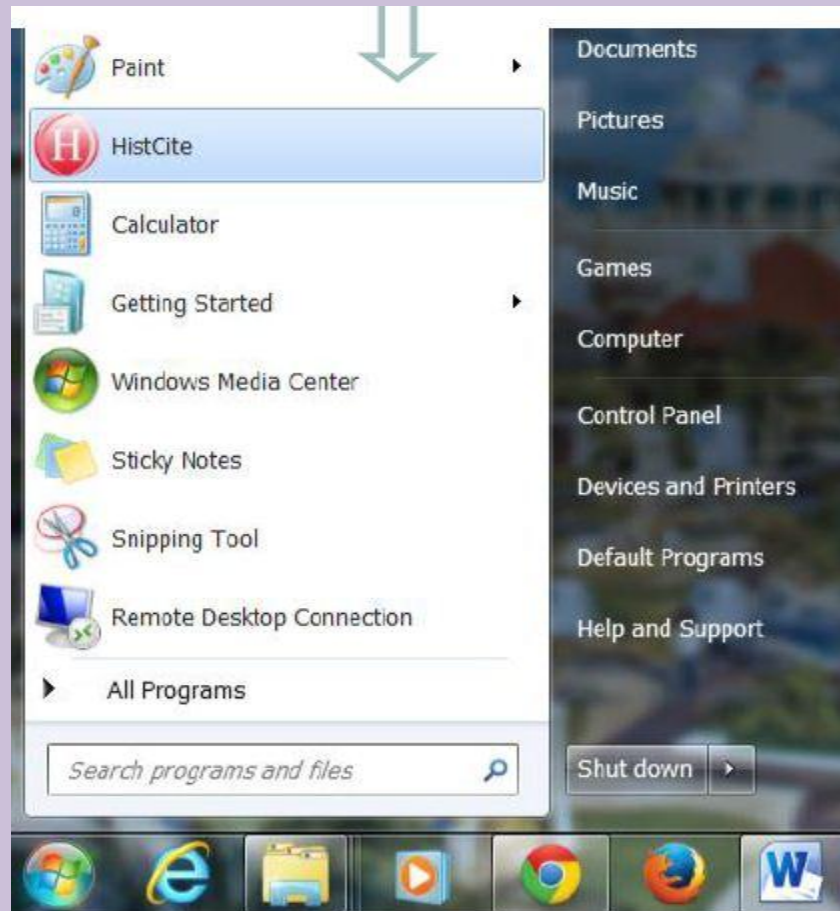 Paint
HistCite
Calculator
Getting Started
Windows Media Center
Sticky Notes
Snipping Tool
Remote Desktop Connection
All Programs
Search programs and files
Documents
Pictures
Music
Games
Computer
Control Panel
Devices and Printers
Default Programs
Help and Support
Shut down